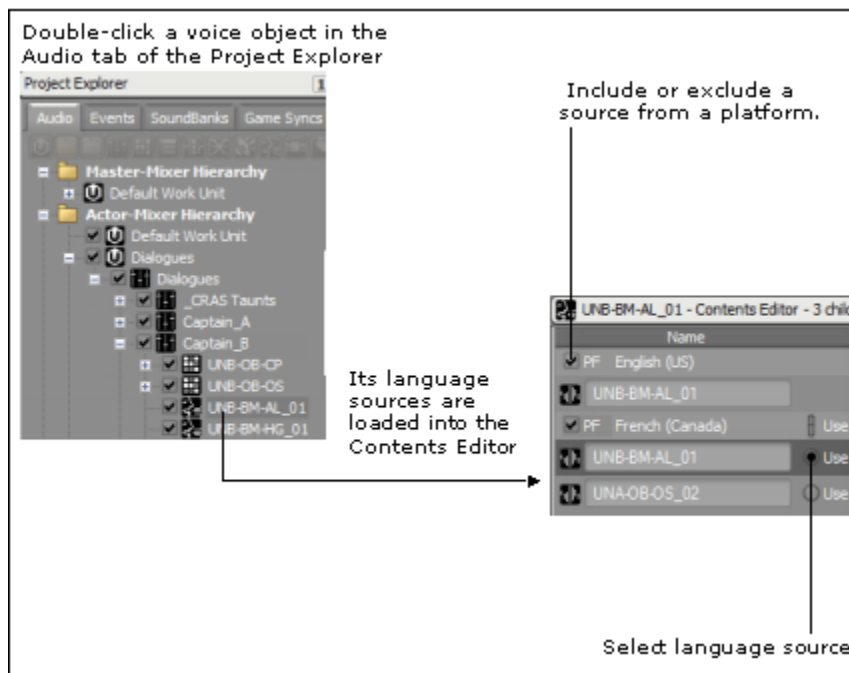 Double-click a voice object in the
Audio tab of the Project Explorer
Project Explorer
1
Audio Events SoundBanks Game Syncs
Master-Mixer Hierarchy
Default Work Unit
Actor-Mixer Hierarchy
Default Work Unit
Dialogues
Dialogues
_CRAS Taunts
Captain_A
Captain_B
UNB-OB-CP
UNB-OB-OS
UNB-BM-AL_01
UNB-BM-HG_01
Its language
sources are
loaded into the
Contents Editor
Include or exclude a
source from a platform.
UNB-BM-AL_01 - Contents Editor - 3 child
Name
PF English (US)
UNB-BM-AL_01
PF French (Canada) Use
UNB-BM-AL_01 Use
UNA-OB-OS_02 Use
Select language source